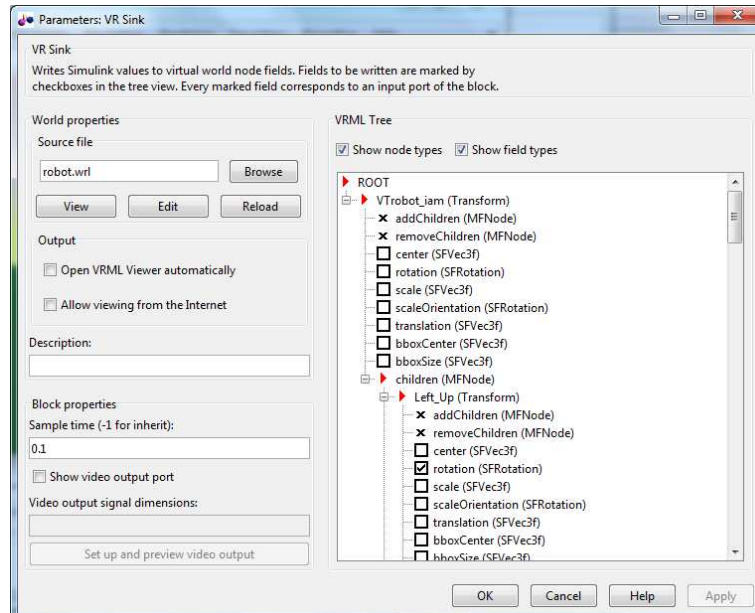 Parameters: VR Sink
VR Sink
Writes Simulink values to virtual world node fields. Fields to be written are marked by
checkboxes in the tree view. Every marked field corresponds to an input port of the block.
World properties
Source file
robot.wrl
Browse
View
Edit
Reload
Output
Open VRML Viewer automatically
Allow viewing from the Internet
Description:
Block properties
Sample time (-1 for inherit):
0.1
Show video output port
Video output signal dimensions:
Set up and preview video output
VRML Tree
Show node types
Show field types
ROOT
VTrobot_iam (Transform)
addChildren (MFNode)
removeChildren (MFNode)
center (SFVec3f)
rotation (SFRotation)
scale (SFVec3f)
scaleOrientation (SFRotation)
translation (SFVec3f)
bboxCenter (SFVec3f)
bboxSize (SFVec3f)
children (MFNode)
Left_Up (Transform)
addChildren (MFNode)
removeChildren (MFNode)
center (SFVec3f)
rotation (SFRotation)
scale (SFVec3f)
scaleOrientation (SFRotation)
translation (SFVec3f)
bboxCenter (SFVec3f)
bboxSize (SFVec3f)
OK
Cancel
Help
Apply